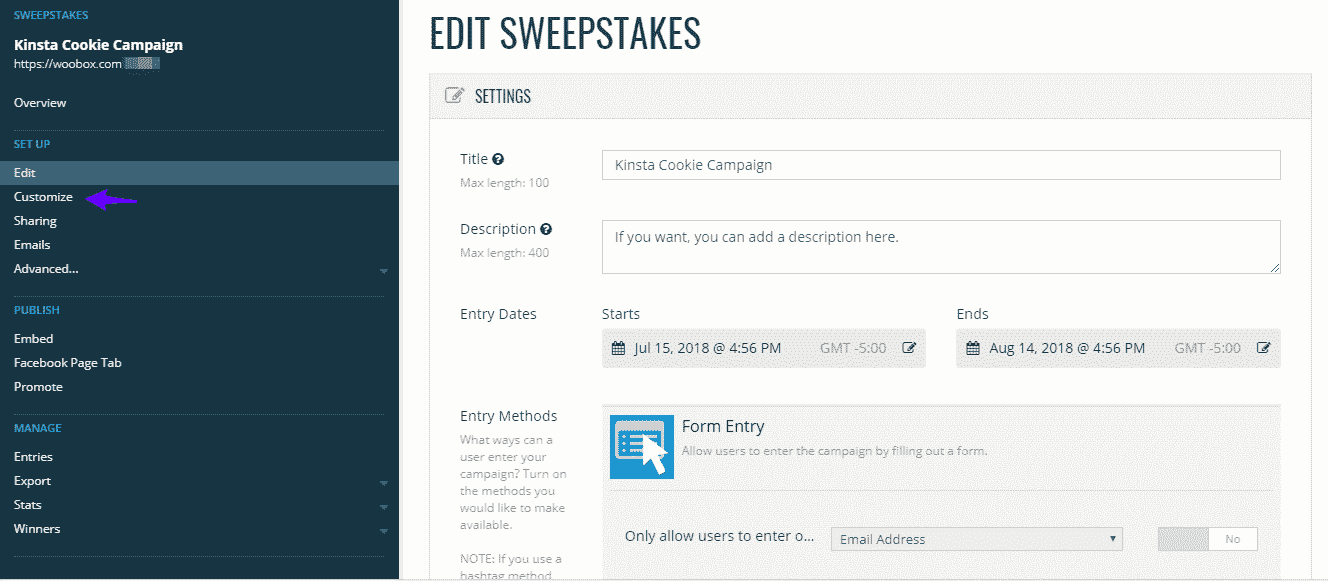 SWEEPSTAKES
Kinsta Cookie Campaign
https://woobox.com
Overview
SET UP
Edit
Customize
Sharing
Emails
Advanced...
PUBLISH
Embed
Facebook Page Tab
Promote
MANAGE
Entries
Export
Stats
Winners
EDIT SWEEPSTAKES
SETTINGS
Title
Max length: 100
Kinsta Cookie Campaign
Description
Max length: 400
If you want, you can add a description here.
Entry Dates
Starts
Jul 15, 2018 @ 4:56 PM GMT -5:00
Ends
Aug 14, 2018 @ 4:56 PM GMT -5:00
Entry Methods
What ways can a
user enter your
campaign? Turn on
the methods you
would like to make
available.
NOTE: If you use a
hashtag method
Form Entry
Allow users to enter the campaign by filling out a form.
Only allow users to enter o...
Email Address
No